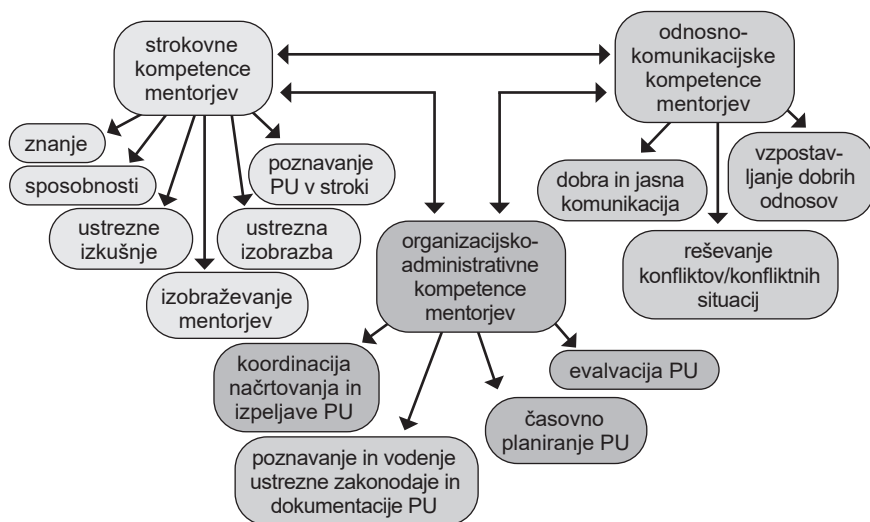 strokovne
kompetence
mentorjev
odnosno-
komunikacijske
kompetence
mentorjev
znanje
sposobnosti
ustrezne
izkušnje
izobraževanje
mentorjev
ustrezna
izobrazba
poznavanje
PU v stroki
dobra in jasna
komunikacija
reševanje
konfliktov/konfliktnih
situacij
vzpostav-
ljanje dobrih
odnosov
organizacijsko-
administrativne
kompetence
mentorjev
koordinacija
načrtovanja in
izpeljave PU
poznavanje in vodenje
ustrezne zakonodaje in
dokumentacije PU
časovno
planiranje PU
evalvacija PU